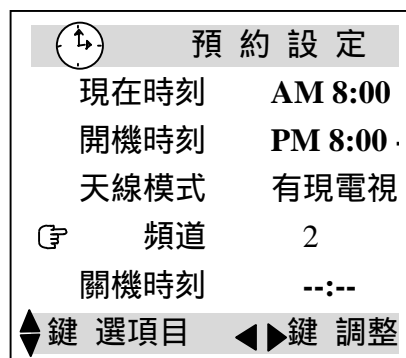 預約設定
現在時刻 AM 8:00
開機時刻 PM 8:00 -
天線模式 有現電視
頻道 2
關機時刻 --:--
鍵 選項目 鍵 調整